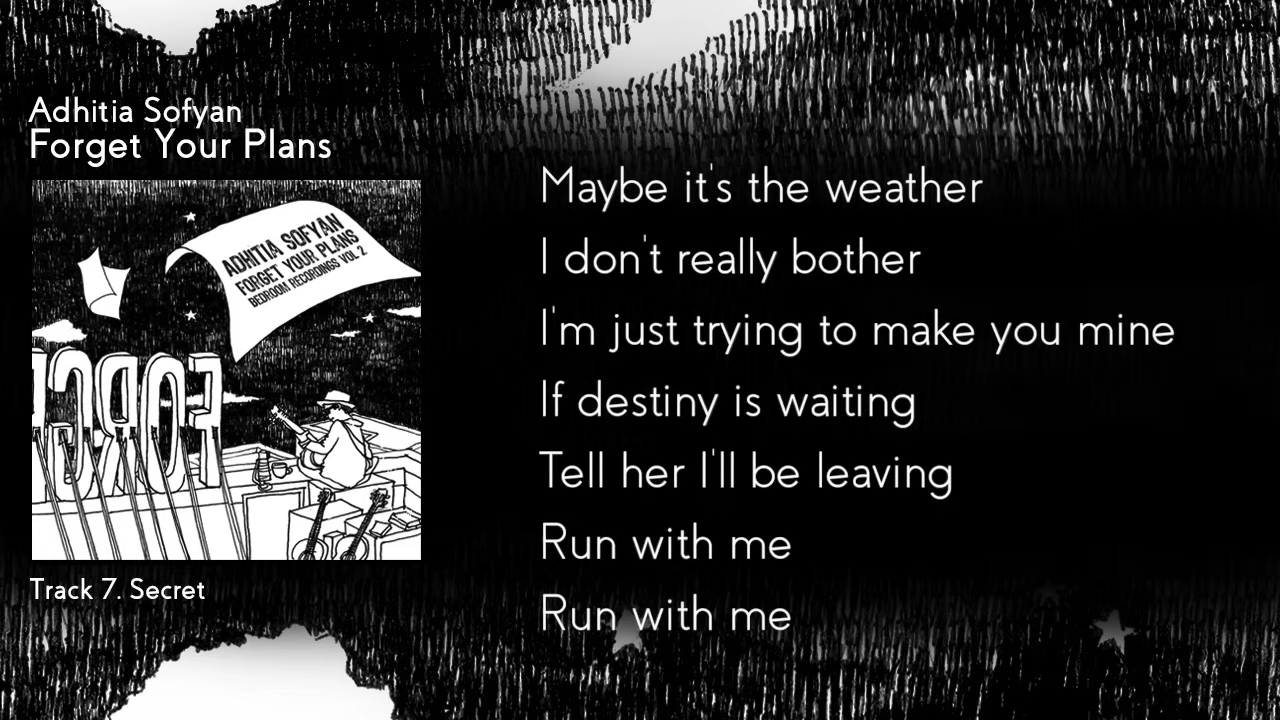 Adhitia Sofyan
Forget Your Plans
ADHITIA SOFYAN
FORGET YOUR PLANS
BEDROOM RECORDINGS VOL 2
FORG
Track 7. Secret
Maybe it's the weather
I don't really bother
I'm just trying to make you mine
If destiny is waiting
Tell her I'll be leaving
Run with me
Run with me